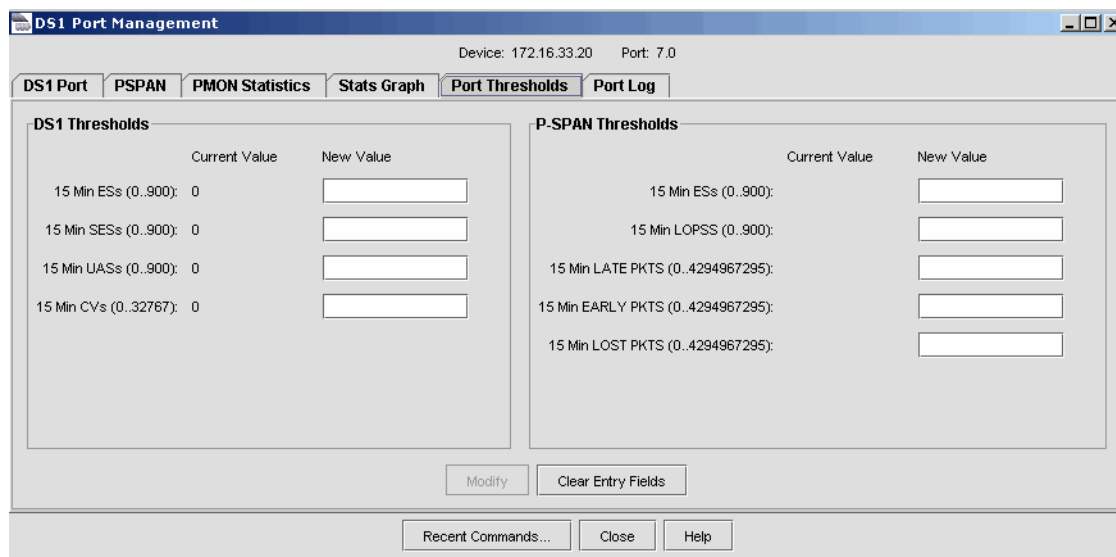 DS1 Port Management
Device: 172.16.33.20 Port: 7.0
DS1 Port PSPAN PMON Statistics Stats Graph Port Thresholds Port Log
DS1 Thresholds
Current Value New Value
15 Min ESs (0..900): 0
15 Min SESs (0..900): 0
15 Min UASs (0..900): 0
15 Min CVs (0..32767): 0
P-SPAN Thresholds
Current Value New Value
15 Min ESs (0..900):
15 Min LOPSS (0..900):
15 Min LATE PKTS (0..4294967295):
15 Min EARLY PKTS (0..4294967295):
15 Min LOST PKTS (0..4294967295):
Modify Clear Entry Fields
Recent Commands... Close Help